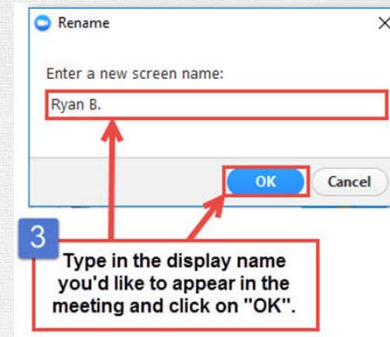 Rename
Enter a new screen name:
Ryan B.
OK Cancel
3
Type in the display name
you'd like to appear in the
meeting and click on "OK".